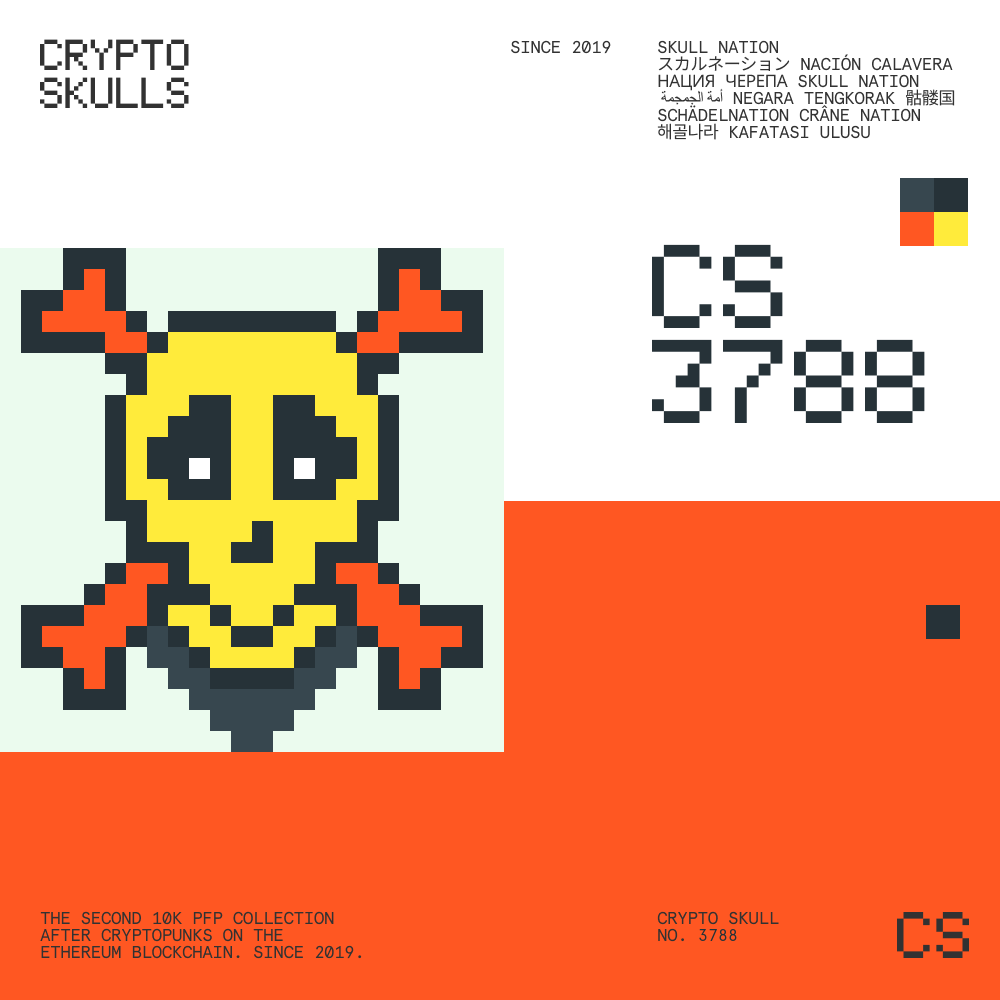 CRYPTO
SKULLS
SINCE 2019
SKULL NATION
スカルネーション NACIÓN CALAVERA
НАЦИЯ ЧЕРЕПА SKULL NATION
أمة الجمجمة NEGARA TENGKORAK 骷髅国
SCHÄDELNATION CRÂNE NATION
해골나라 KAFATASI ULUSU
CS
3788
THE SECOND 10K PFP COLLECTION
AFTER CRYPTOPUNKS ON THE
ETHEREUM BLOCKCHAIN. SINCE 2019.
CRYPTO SKULL
NO. 3788
CS